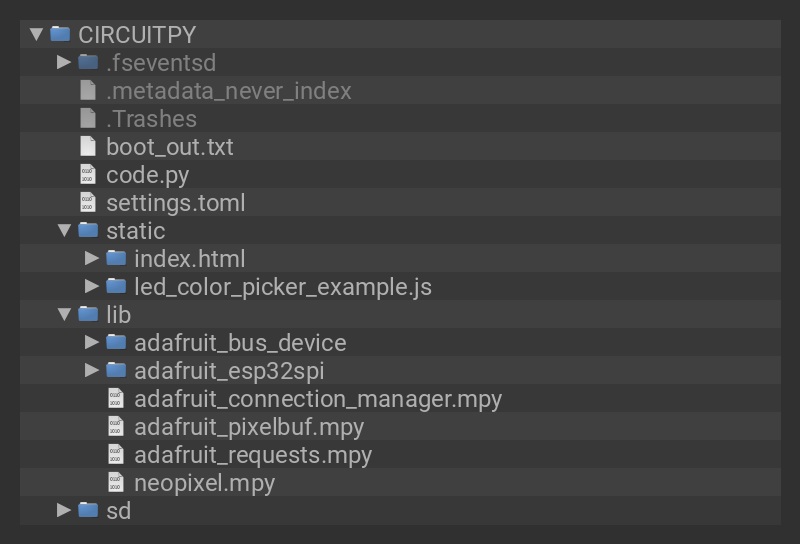 CIRCUITPY
.fseventsd
.metadata_never_index
.Trashes
boot_out.txt
code.py
settings.toml
static
index.html
led_color_picker_example.js
lib
adafruit_bus_device
adafruit_esp32spi
adafruit_connection_manager.mpy
adafruit_pixelbuf.mpy
adafruit_requests.mpy
neopixel.mpy
sd